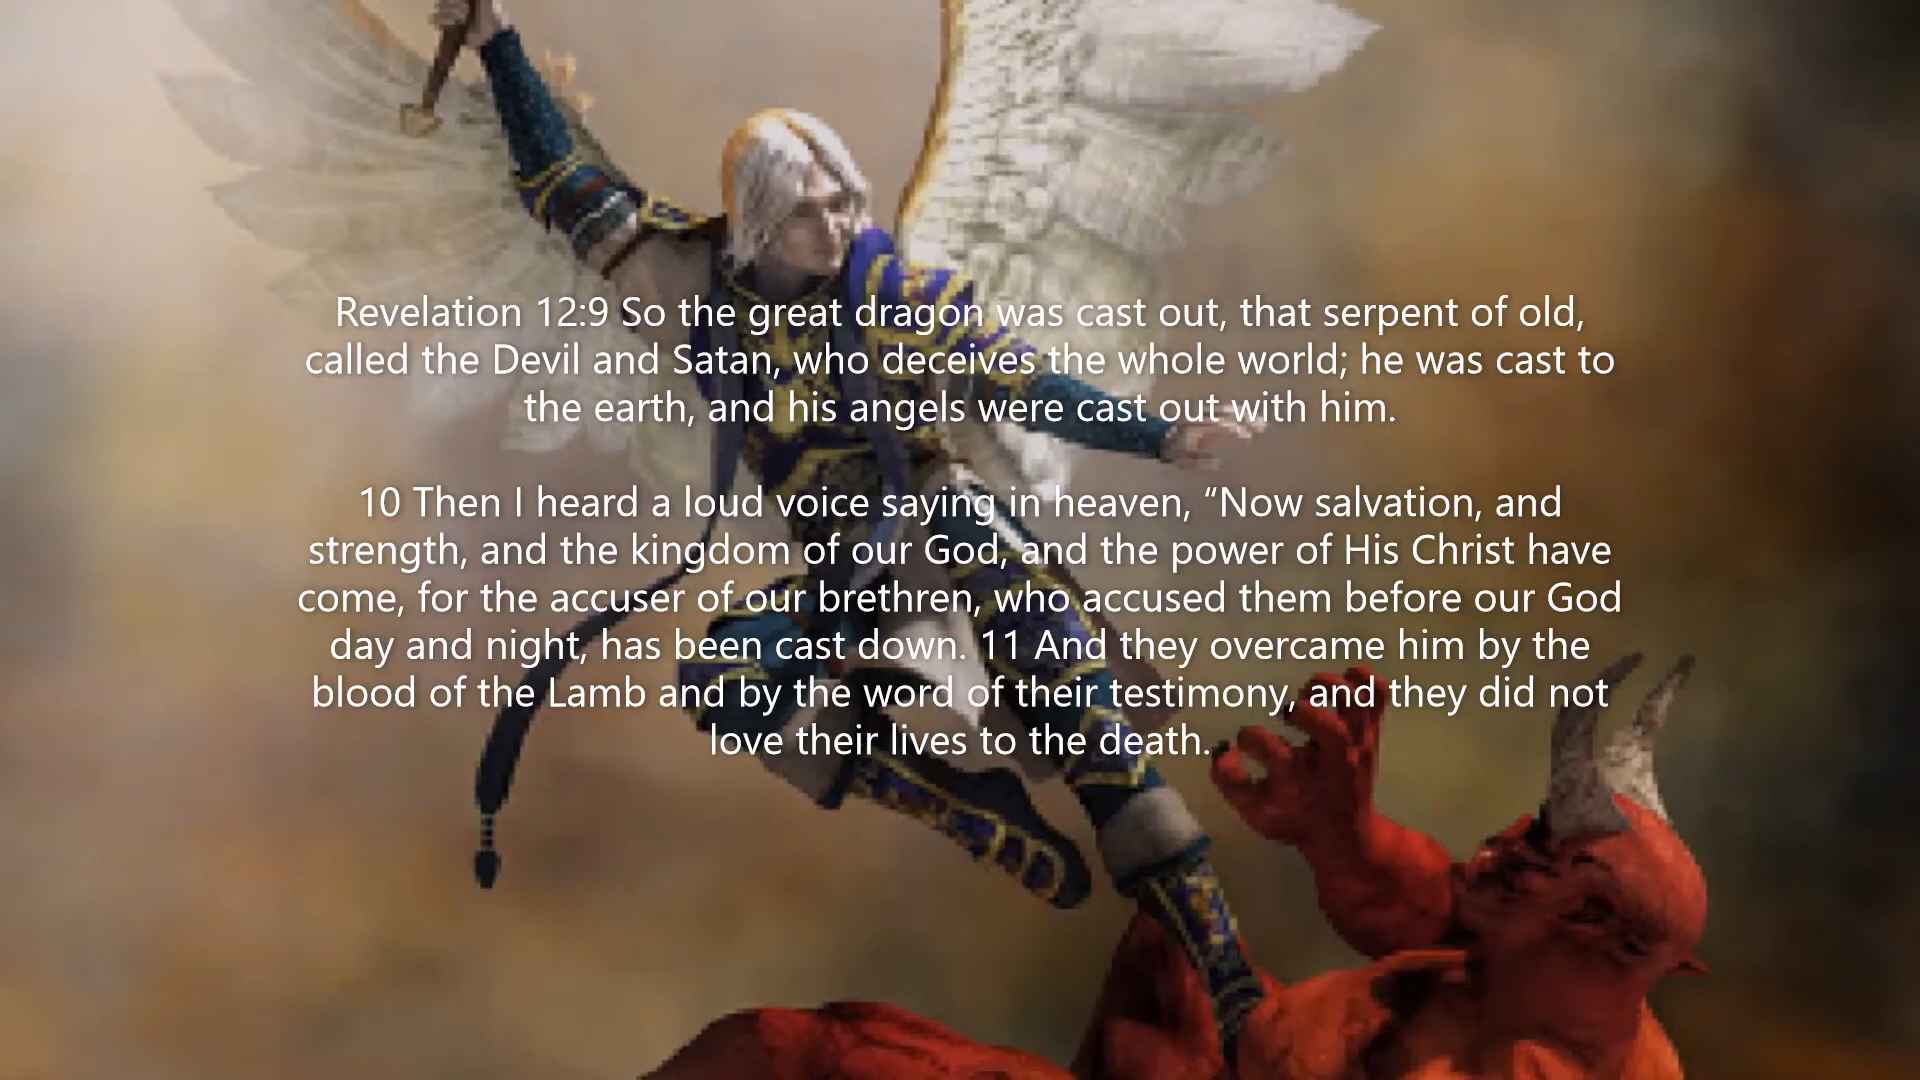 Revelation 12:9 So the great dragon was cast out, that serpent of old,
called the Devil and Satan, who deceives the whole world; he was cast to
the earth, and his angels were cast out with him.
10 Then I heard a loud voice saying in heaven, “Now salvation, and
strength, and the kingdom of our God, and the power of His Christ have
come, for the accuser of our brethren, who accused them before our God
day and night, has been cast down. 11 And they overcame him by the
blood of the Lamb and by the word of their testimony, and they did not
love their lives to the death.